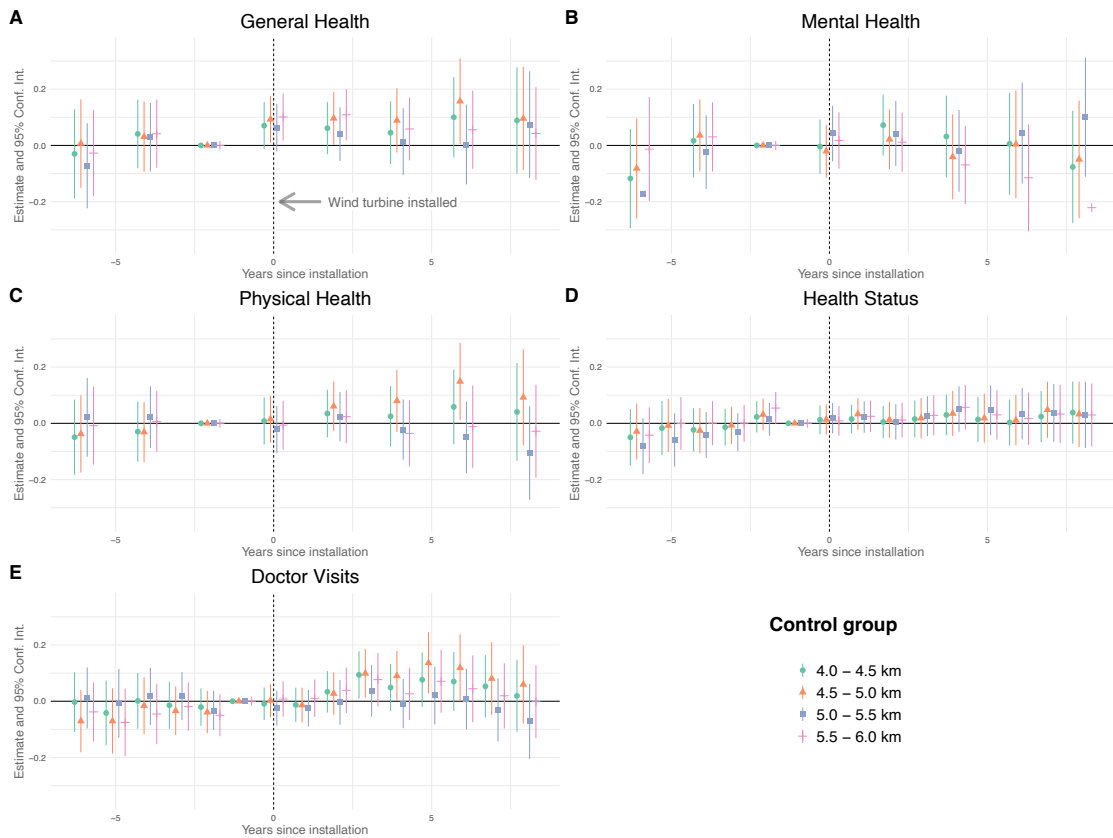 A
General Health
Estimate and 95% Conf. Int.
0.2
0.0
−0.2
Wind turbine installed
−5
0
5
Years since installation
B
Mental Health
Estimate and 95% Conf. Int.
0.2
0.0
−0.2
−5
0
5
Years since installation
C
Physical Health
Estimate and 95% Conf. Int.
0.2
0.0
−0.2
−5
0
5
Years since installation
D
Health Status
Estimate and 95% Conf. Int.
0.2
0.0
−0.2
−5
0
5
Years since installation
E
Doctor Visits
Estimate and 95% Conf. Int.
0.2
0.0
−0.2
−5
0
5
Years since installation
Control group
4.0 − 4.5 km
4.5 − 5.0 km
5.0 − 5.5 km
5.5 − 6.0 km